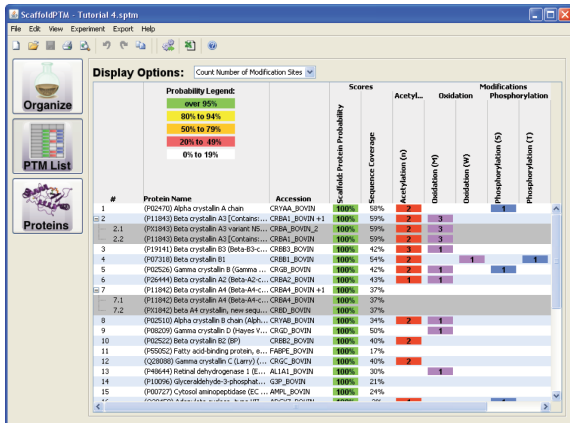 ScaffoldPTM - Tutorial 4.sptm
File Edit View Experiment Export Help
Display Options: Count Number of Modification Sites
Organize
PTM List
Proteins
Probability Legend:
over 95%
80% to 94%
50% to 79%
20% to 49%
0% to 19%
Scores Modifications
Acetyl... Oxidation Phosphorylation
# Protein Name Accession Scaffold Protein Probability Sequence Coverage Acetylation (n) Oxidation (M) Oxidation (W) Phosphorylation (S) Phosphorylation (T)
1 (P02470) Alpha crystallin A chain CRYAA_BOVIN 100% 58% 2 1
2 (P11843) Beta crystallin A3 [Contains:... CRBA1_BOVIN +1 100% 59% 2 3
2.1 (PX1843) Beta crystallin A3 variant N5... CRBA_BOVIN_2 100% 59% 2 3
2.2 (P11843) Beta crystallin A3 [Contains:... CRBA1_BOVIN 100% 59% 2 3
3 (P19141) Beta crystallin B3 (Beta-B3-c... CRBB3_BOVIN 100% 42% 3 1
4 (P07318) Beta crystallin B1 CRBB1_BOVIN 100% 54% 2 1 1
5 (P02526) Gamma crystallin B (Gamma ... CRGB_BOVIN 100% 42% 2 1 1
6 (P26444) Beta crystallin A2 (Beta-A2-c... CRBA2_BOVIN 100% 43% 1 1
7 (P11842) Beta crystallin A4 (Beta-A4-c... CRBA4_BOVIN +1 100% 37%
7.1 (P11842) Beta crystallin A4 (Beta-A4-c... CRBA4_BOVIN 100% 37%
7.2 (PX1842) Beta A4 crystallin, new sequ... CRBD_BOVIN 100% 37%
8 (P02510) Alpha crystallin B chain (Alph... CRYAB_BOVIN 100% 34% 2 1
9 (P08209) Gamma crystallin D (Hayes V... CRGD_BOVIN 100% 50% 1
10 (P02522) Beta crystallin B2 (BP) CRBB2_BOVIN 100% 40% 2
11 (P55052) Fatty acid-binding protein, e... FABPE_BOVIN 100% 17%
12 (Q28088) Gamma crystallin C (Larry) (... CRGC_BOVIN 100% 40% 2
13 (P48644) Retinal dehydrogenase 1 (E... AL1A1_BOVIN 100% 30% 1
14 (P10096) Glyceraldehyde-3-phosphat... G3P_BOVIN 100% 21%
15 (P00727) Cytosol aminopeptidase (EC ... AMPL_BOVIN 100% 24%